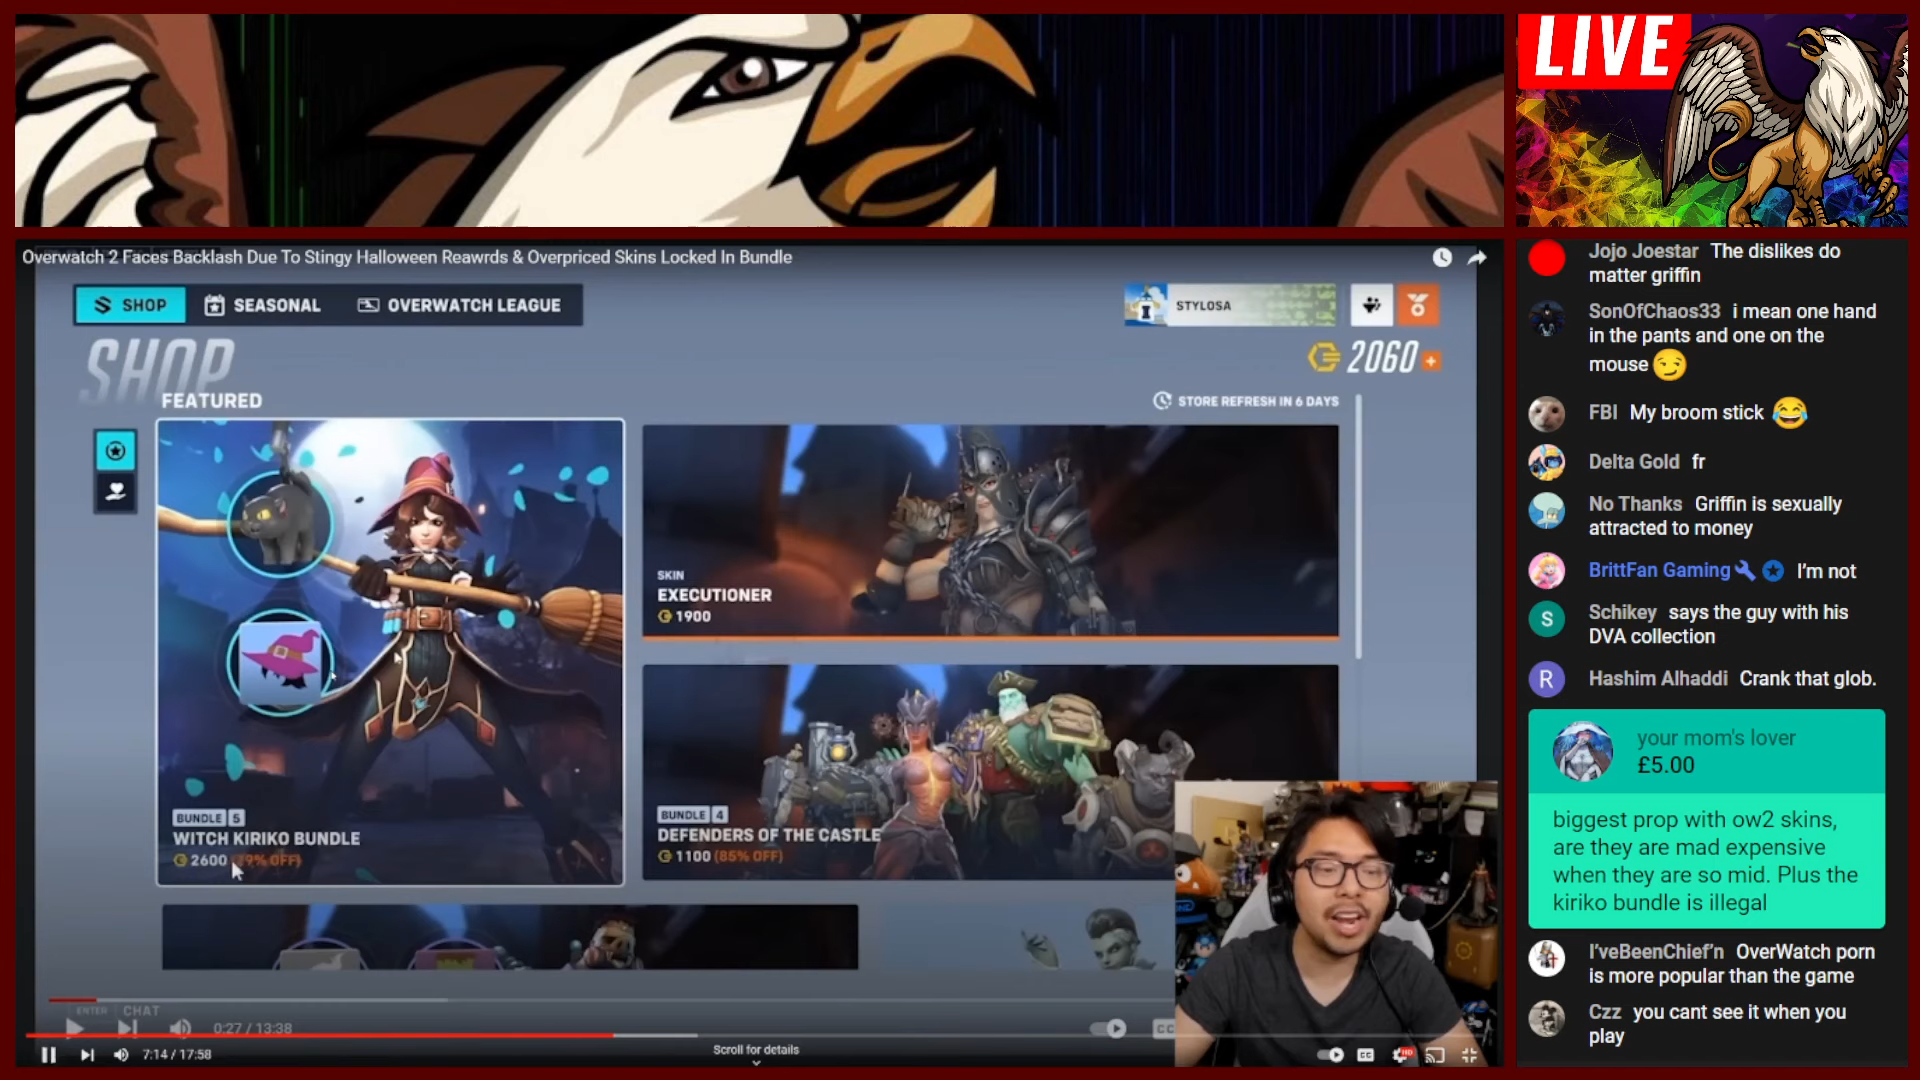 LIVE
Overwatch 2 Faces Backlash Due To Stingy Halloween Reawrds & Overpriced Skins Locked In Bundle
SHOP
SEASONAL
OVERWATCH LEAGUE
STYLOSA
2060
SHOP
FEATURED
STORE REFRESH IN 6 DAYS
SKIN
EXECUTIONER
1900
BUNDLE 5
WITCH KIRIKO BUNDLE
2600
BUNDLE 4
DEFENDERS OF THE CASTLE
1100 (85% OFF)
ENTER CHAT
0:27 / 13:38
CC
7:14 / 17:58
Scroll for details
CC
HD
Jojo Joestar The dislikes do
matter griffin
SonOfChaos33 i mean one hand
in the pants and one on the
mouse
FBI My broom stick
Delta Gold fr
No Thanks Griffin is sexually
attracted to money
BrittFan Gaming I'm not
S
Schikey says the guy with his
DVA collection
R
Hashim Alhaddi Crank that glob.
your mom's lover
£5.00
biggest prop with ow2 skins,
are they are mad expensive
when they are so mid. Plus the
kiriko bundle is illegal
I'veBeenChief'n OverWatch porn
is more popular than the game
Czz you cant see it when you
play